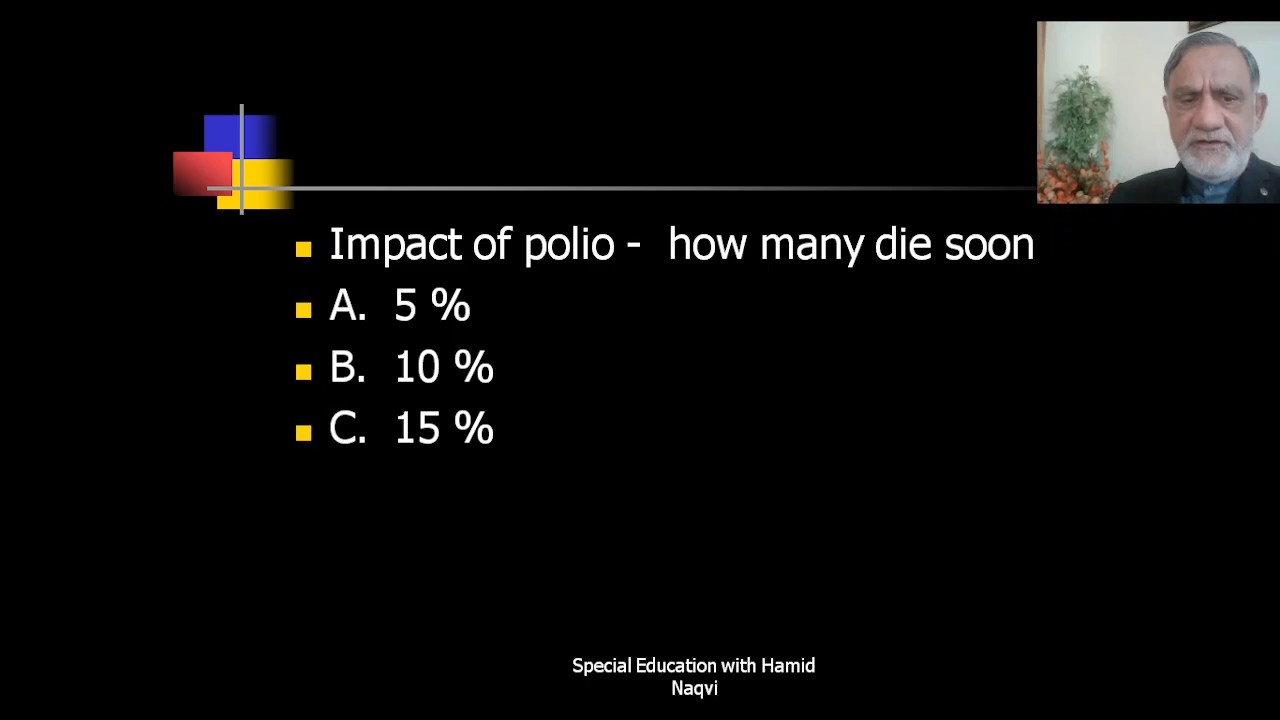 Impact of polio -  how many die soon
A.  5 %
B.  10 %
C.  15 %
Special Education with Hamid
Naqvi